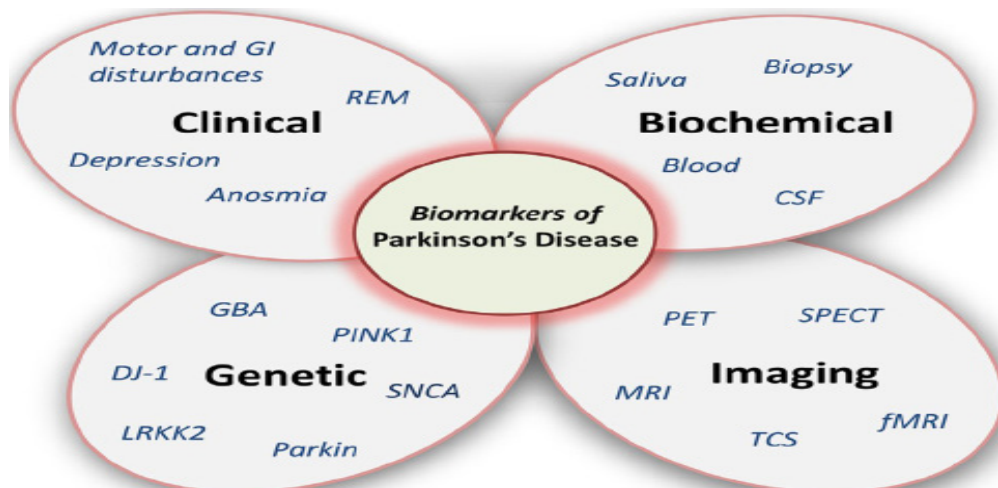 Motor and GI
disturbances
REM
Clinical
Depression
Anosmia
Saliva
Biopsy
Biochemical
Blood
CSF
Biomarkers of
Parkinson's Disease
GBA
PINK1
DJ-1
Genetic
SNCA
LRKK2
Parkin
PET
SPECT
MRI
Imaging
TCS
fMRI